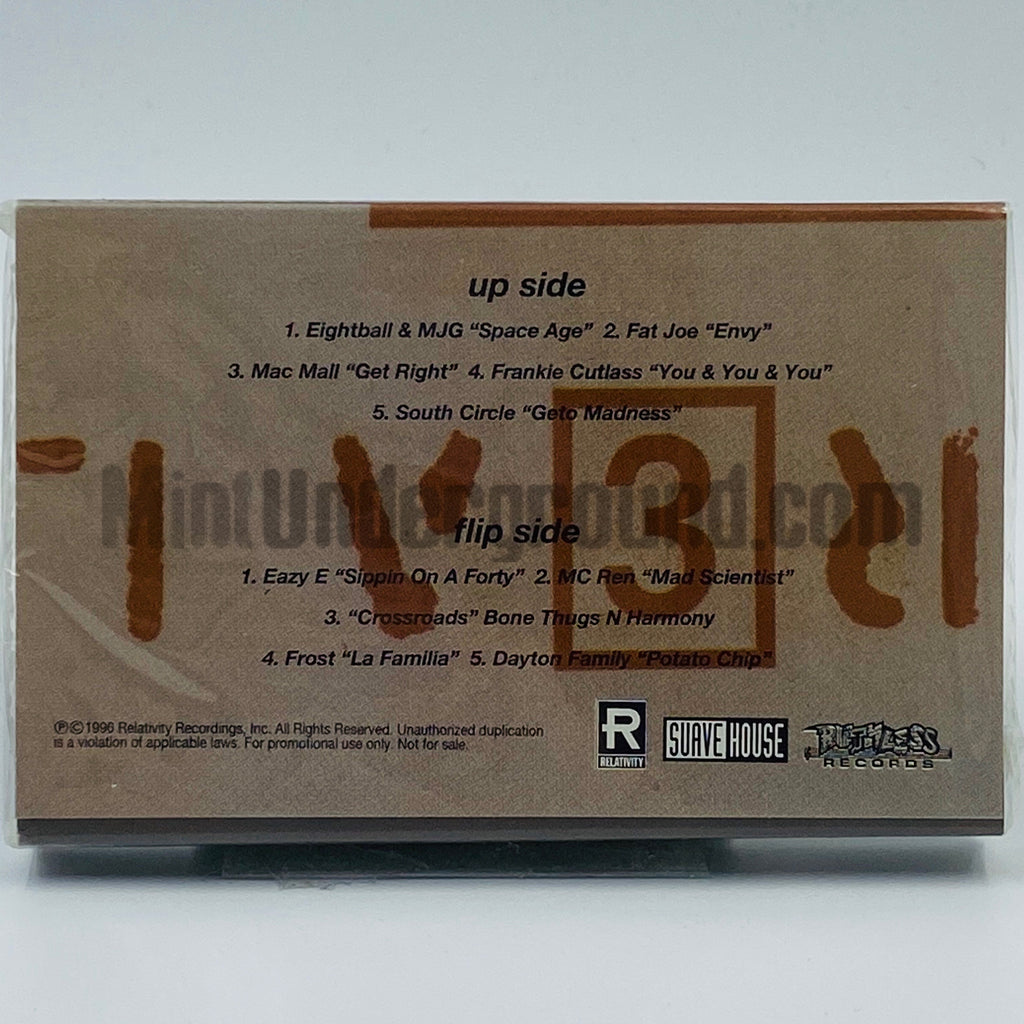 up side
1. Eightball & MJG “Space Age” 2. Fat Joe “Envy”
3. Mac Mall “Get Right” 4. Frankie Cutlass “You & You & You”
5. South Circle “Geto Madness”
3
MintUnderground.com
flip side
1. Eazy E “Sippin On A Forty” 2. MC Ren “Mad Scientist”
3. “Crossroads” Bone Thugs N Harmony
4. Frost “La Familia” 5. Dayton Family “Potato Chip”
℗©1996 Relativity Recordings, Inc. All Rights Reserved. Unauthorized duplication
is a violation of applicable laws. For promotional use only. Not for sale.
R
RELATIVITY
SUAVE HOUSE
RUTHLESS
RECORDS